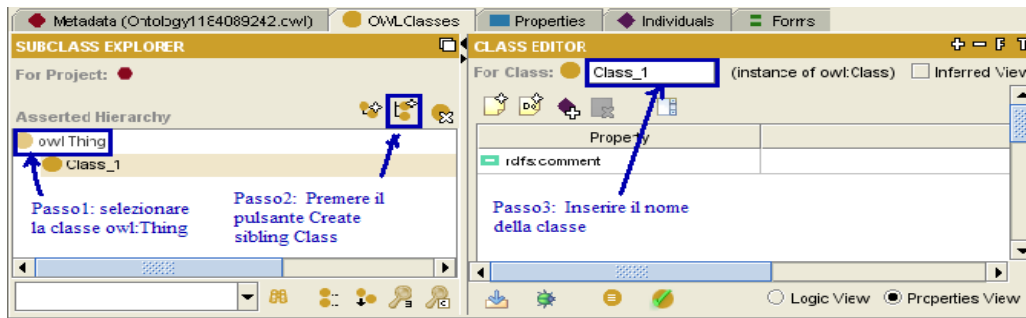 Metadata (Ontology1184089242.owl) OWLClasses Properties Individuals Forms
SUBCLASS EXPLORER
For Project:
Asserted Hierarchy
owl:Thing
Class_1
Passo1: selezionare
la classe owl:Thing
Passo2: Premere il
pulsante Create
sibling Class
CLASS EDITOR
For Class: Class_1 (instance of owl:Class) Inferred View
Property
rdfs:comment
Passo3: Inserire il nome
della classe
Logic View Properties View